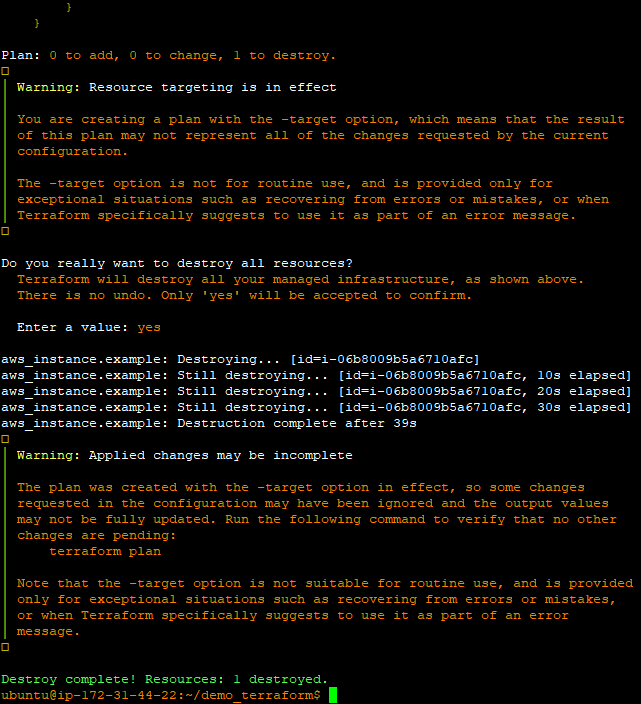 }
}
Plan: 0 to add, 0 to change, 1 to destroy.
Warning: Resource targeting is in effect
You are creating a plan with the -target option, which means that the result
of this plan may not represent all of the changes requested by the current
configuration.
The -target option is not for routine use, and is provided only for
exceptional situations such as recovering from errors or mistakes, or when
Terraform specifically suggests to use it as part of an error message.
Do you really want to destroy all resources?
Terraform will destroy all your managed infrastructure, as shown above.
There is no undo. Only 'yes' will be accepted to confirm.
Enter a value: yes
aws_instance.example: Destroying... [id=i-06b8009b5a6710afc]
aws_instance.example: Still destroying... [id=i-06b8009b5a6710afc, 10s elapsed]
aws_instance.example: Still destroying... [id=i-06b8009b5a6710afc, 20s elapsed]
aws_instance.example: Still destroying... [id=i-06b8009b5a6710afc, 30s elapsed]
aws_instance.example: Destruction complete after 39s
Warning: Applied changes may be incomplete
The plan was created with the -target option in effect, so some changes
requested in the configuration may have been ignored and the output values
may not be fully updated. Run the following command to verify that no other
changes are pending:
terraform plan
Note that the -target option is not suitable for routine use, and is provided
only for exceptional situations such as recovering from errors or mistakes,
or when Terraform specifically suggests to use it as part of an error
message.
Destroy complete! Resources: 1 destroyed.
ubuntu@ip-172-31-44-22:~/demo_terraform$